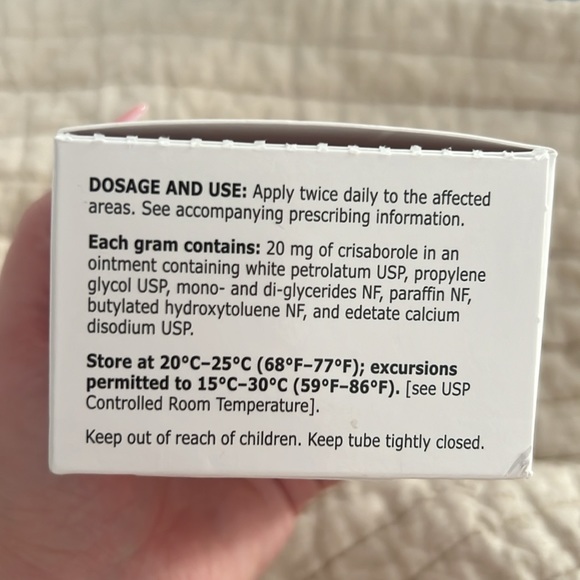 DOSAGE AND USE: Apply twice daily to the affected
areas. See accompanying prescribing information.
Each gram contains: 20 mg of crisaborole in an
ointment containing white petrolatum USP, propylene
glycol USP, mono- and di-glycerides NF, paraffin NF,
butylated hydroxytoluene NF, and edetate calcium
disodium USP.
Store at 20°C–25°C (68°F–77°F); excursions
permitted to 15°C–30°C (59°F–86°F). [see USP
Controlled Room Temperature].
Keep out of reach of children. Keep tube tightly closed.